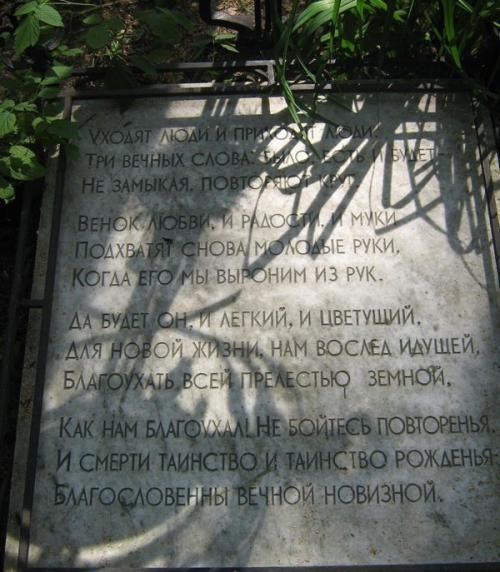 Уходят люди и приходят люди.
Три вечных слова: было, есть и будет-
Не замыкая, повторяют круг.
Венок любви, и радости, и муки
Подхватят снова молодые руки,
Когда его мы выроним из рук.
Да будет он, и легкий, и цветущий,
Для новой жизни, нам вослед идущей,
Благоухать всей прелестью земной,
Как нам благоухал! Не бойтесь повторенья.
И смерти таинство и таинство рожденья-
Благословенны вечной новизной.